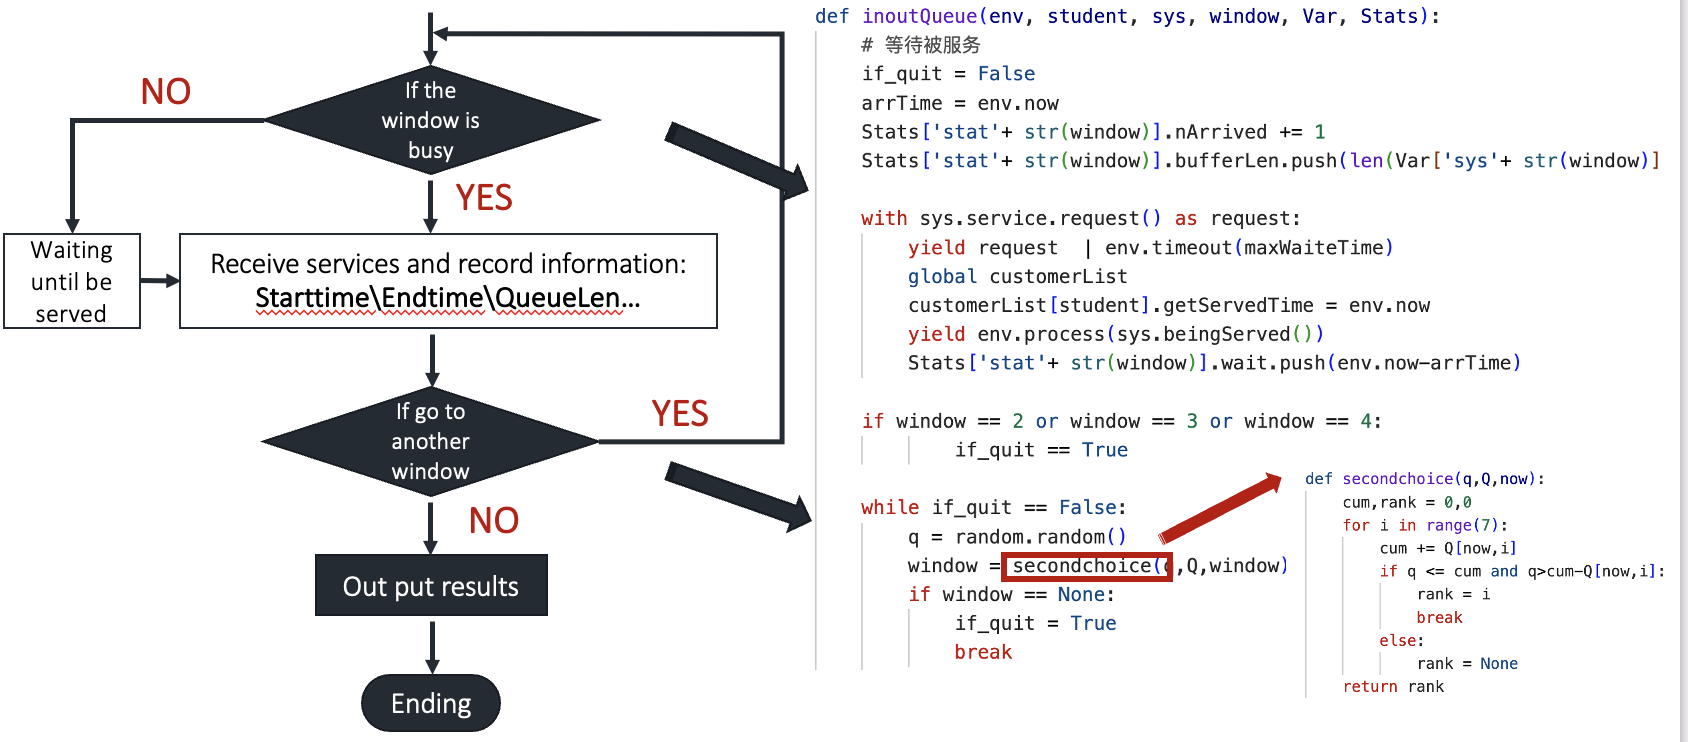 NO
If the
window is
busy
YES
Waiting
until be
served
Receive services and record information:
Starttime\Endtime\QueueLen...
If go to
another
window
YES
NO
Out put results
Ending
def inoutQueue(env, student, sys, window, Var, Stats):
# 等待被服务
if_quit = False
arrTime = env.now
Stats['stat'+ str(window)].nArrived += 1
Stats['stat'+ str(window)].bufferLen.push(len(Var['sys'+ str(window)]
with sys.service.request() as request:
yield request  | env.timeout(maxWaiteTime)
global customerList
customerList[student].getServedTime = env.now
yield env.process(sys.beingServed())
Stats['stat'+ str(window)].wait.push(env.now-arrTime)
if window == 2 or window == 3 or window == 4:
if_quit == True
while if_quit == False:
q = random.random()
window = secondchoice(q,Q,window)
if window == None:
if_quit = True
break
def secondchoice(q,Q,now):
cum,rank = 0,0
for i in range(7):
cum += Q[now,i]
if q <= cum and q>cum-Q[now,i]:
rank = i
break
else:
rank = None
return rank